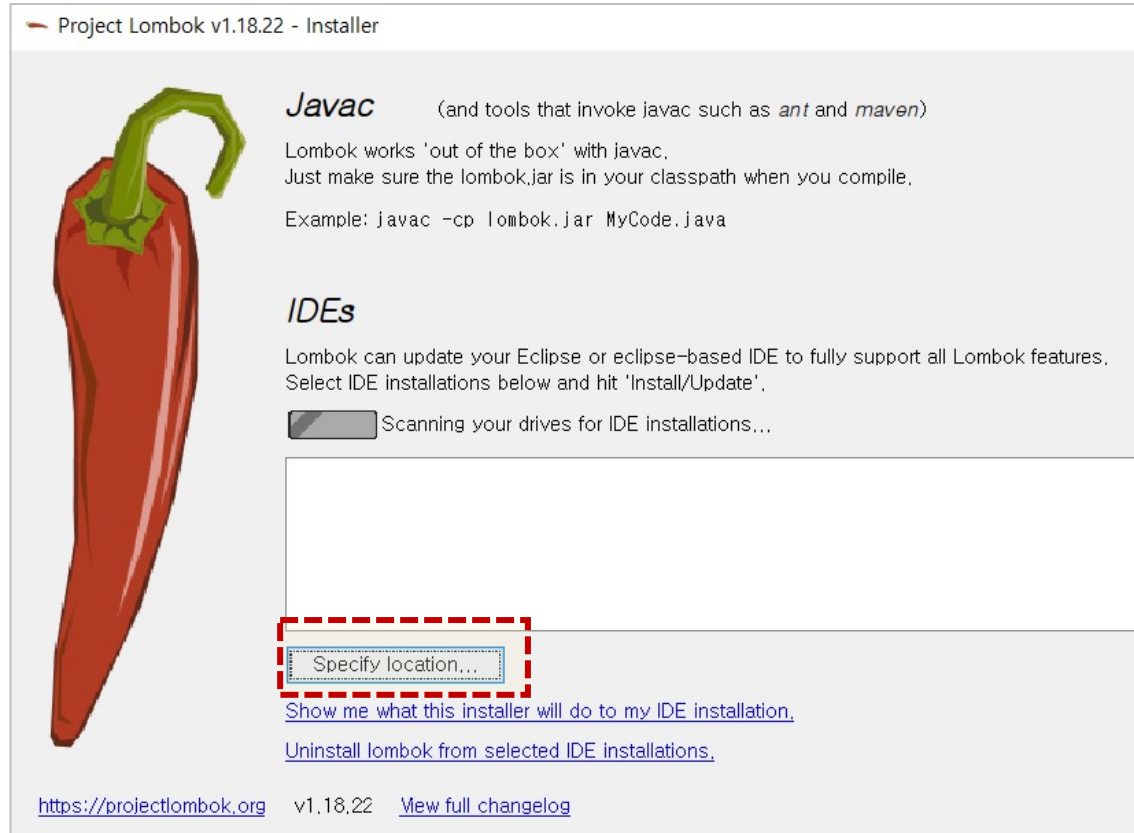 Project Lombok v1.18.22 - Installer
Javac (and tools that invoke javac such as ant and maven)
Lombok works 'out of the box' with javac.
Just make sure the lombok.jar is in your classpath when you compile.
Example: javac -cp lombok.jar MyCode.java
IDEs
Lombok can update your Eclipse or eclipse-based IDE to fully support all Lombok features.
Select IDE installations below and hit 'Install/Update'.
Scanning your drives for IDE installations...
Specify location...
Show me what this installer will do to my IDE installation.
Uninstall lombok from selected IDE installations.
https://projectlombok.org v1.18.22 View full changelog